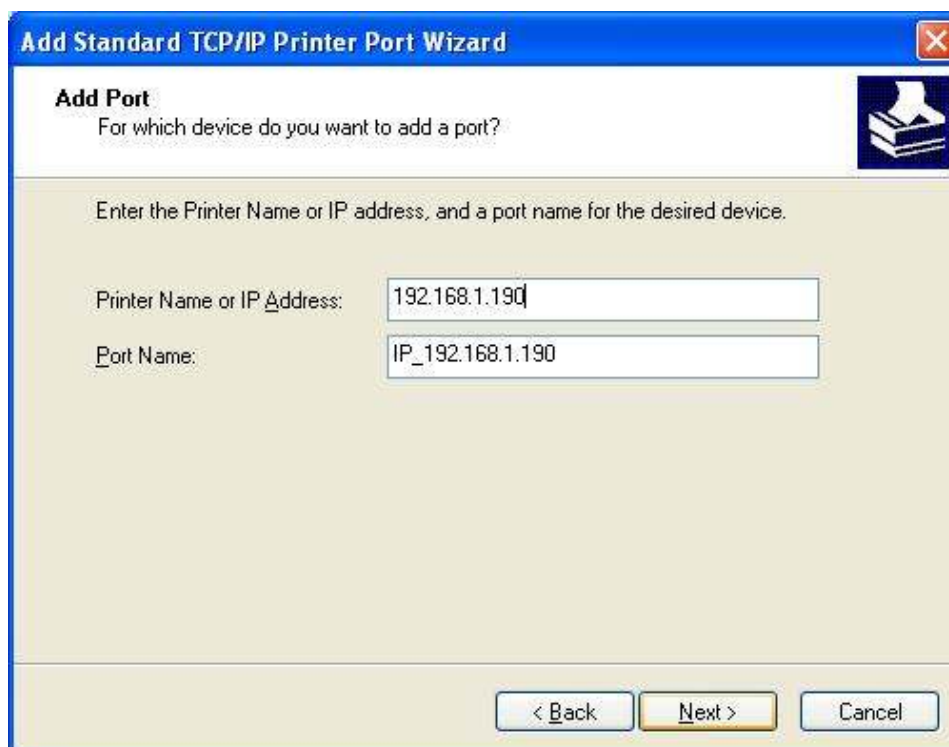 Add Standard TCP/IP Printer Port Wizard
Add Port
For which device do you want to add a port?
Enter the Printer Name or IP address, and a port name for the desired device.
Printer Name or IP Address: 192.168.1.190
Port Name: IP_192.168.1.190
< Back Next > Cancel